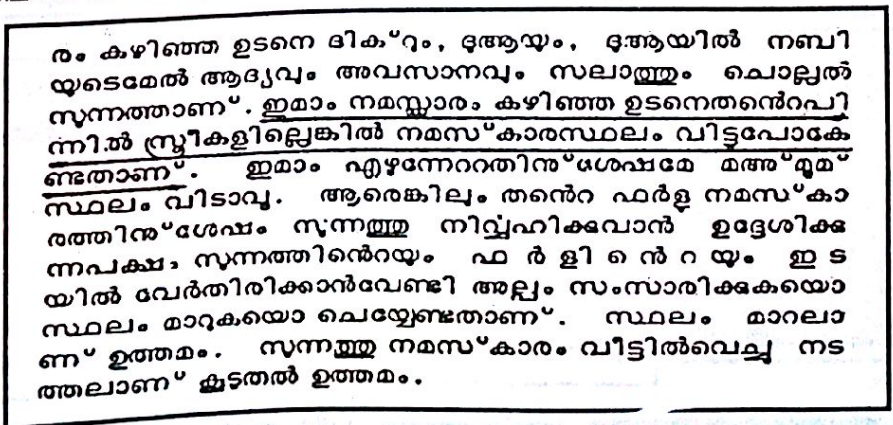 രം കഴിഞ്ഞ ഉടനെ ദിക്റും, ദുആയും, ദുആയിൽ നബി
യുടെമേൽ ആദ്യവും അവസാനവും സലാത്തും ചൊല്ലൽ
സുന്നത്താണ്. ഇമാം നമസ്ക്കാരം കഴിഞ്ഞ ഉടനെതന്റെപി
ന്നിൽ സ്ത്രീകളില്ലെങ്കിൽ നമസ്കാരസ്ഥലം വിട്ടുപോകേ
ണ്ടതാണ്. ഇമാം എഴുന്നേററതിനുശേഷമേ മഅ്മൂമ്
സ്ഥലം വിടാവൂ. ആരെങ്കിലും തന്റെ ഫർള്വു നമസ്കാ
രത്തിനുശേഷം സുന്നത്തു നിർവ്വഹിക്കുവാൻ ഉദ്ദേശിക്കു
ന്നപക്ഷം, സുന്നത്തിന്റെയും ഫർളിന്റെയും ഇട
യിൽ വേർതിരിക്കാൻവേണ്ടി അല്പം സംസാരിക്കുകയൊ
സ്ഥലം മാറുകയൊ ചെയ്യേണ്ടതാണ്. സ്ഥലം മാറലാ
ണ് ഉത്തമം. സുന്നത്തു നമസ്കാരം വീട്ടിൽവെച്ചു നട
ത്തലാണ് കൂടുതൽ ഉത്തമം.